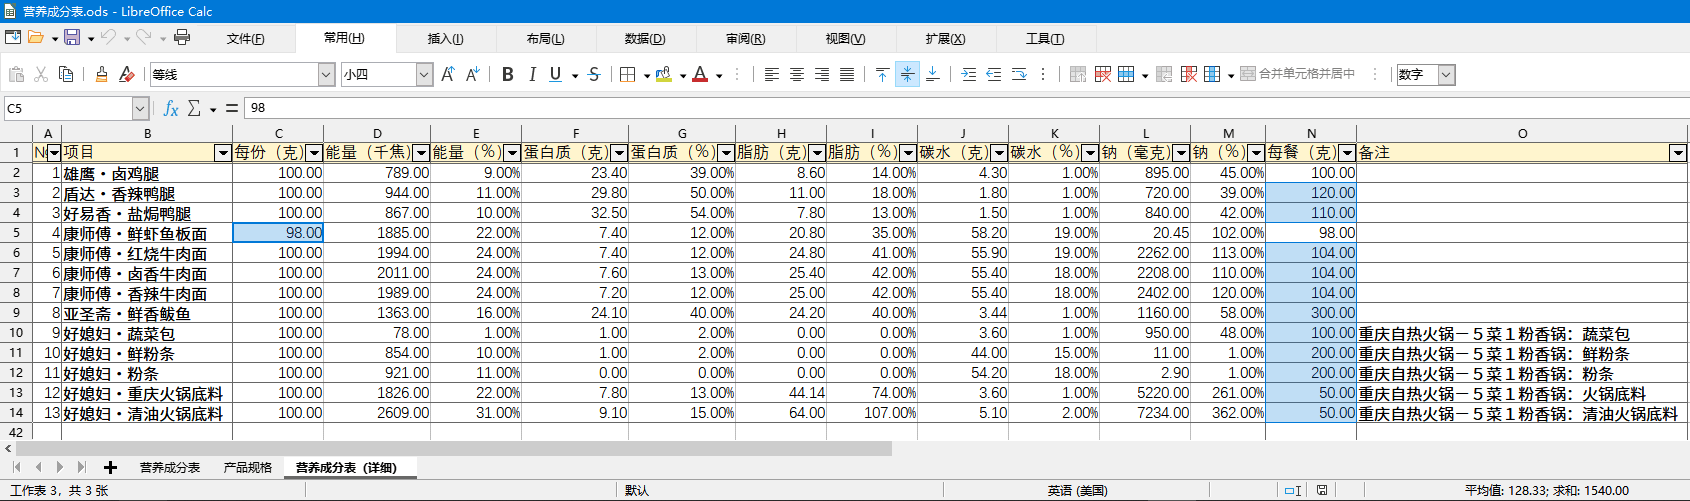 营养成分表.ods - LibreOffice Calc
文件(F) 常用(H) 插入(I) 布局(L) 数据(D) 审阅(R) 视图(V) 扩展(X) 工具(T)
等线 小四 B I U S A 合并单元格并居中 数字
C5 fx Σ = 98
A B C D E F G H I J K L M N O
1 № 项目 每份（克） 能量（千焦） 能量（%） 蛋白质（克） 蛋白质（%） 脂肪（克） 脂肪（%） 碳水（克） 碳水（%） 钠（毫克） 钠（%） 每餐（克） 备注
2 1 雄鹰·卤鸡腿 100.00 789.00 9.00% 23.40 39.00% 8.60 14.00% 4.30 1.00% 895.00 45.00% 100.00
3 2 盾达·香辣鸭腿 100.00 944.00 11.00% 29.80 50.00% 11.00 18.00% 1.80 1.00% 720.00 39.00% 120.00
4 3 好易香·盐焗鸭腿 100.00 867.00 10.00% 32.50 54.00% 7.80 13.00% 1.50 1.00% 840.00 42.00% 110.00
5 4 康师傅·鲜虾鱼板面 98.00 1885.00 22.00% 7.40 12.00% 20.80 35.00% 58.20 19.00% 20.45 102.00% 98.00
6 5 康师傅·红烧牛肉面 100.00 1994.00 24.00% 7.40 12.00% 24.80 41.00% 55.90 19.00% 2262.00 113.00% 104.00
7 6 康师傅·卤香牛肉面 100.00 2011.00 24.00% 7.60 13.00% 25.40 42.00% 55.40 18.00% 2208.00 110.00% 104.00
8 7 康师傅·香辣牛肉面 100.00 1989.00 24.00% 7.20 12.00% 25.00 42.00% 55.40 18.00% 2402.00 120.00% 104.00
9 8 亚圣斋·鲜香鲅鱼 100.00 1363.00 16.00% 24.10 40.00% 24.20 40.00% 3.44 1.00% 1160.00 58.00% 300.00
10 9 好媳妇·蔬菜包 100.00 78.00 1.00% 1.00 2.00% 0.00 0.00% 3.60 1.00% 950.00 48.00% 100.00 重庆自热火锅－５菜１粉香锅：蔬菜包
11 10 好媳妇·鲜粉条 100.00 854.00 10.00% 1.00 2.00% 0.00 0.00% 44.00 15.00% 11.00 1.00% 200.00 重庆自热火锅－５菜１粉香锅：鲜粉条
12 11 好媳妇·粉条 100.00 921.00 11.00% 0.00 0.00% 0.00 0.00% 54.20 18.00% 2.90 1.00% 200.00 重庆自热火锅－５菜１粉香锅：粉条
13 12 好媳妇·重庆火锅底料 100.00 1826.00 22.00% 7.80 13.00% 44.14 74.00% 3.60 1.00% 5220.00 261.00% 50.00 重庆自热火锅－５菜１粉香锅：火锅底料
14 13 好媳妇·清油火锅底料 100.00 2609.00 31.00% 9.10 15.00% 64.00 107.00% 5.10 2.00% 7234.00 362.00% 50.00 重庆自热火锅－５菜１粉香锅：清油火锅底料
42
营养成分表 产品规格 营养成分表（详细）
工作表 3，共 3 张 默认 英语 (美国) 平均值: 128.33; 求和: 1540.00